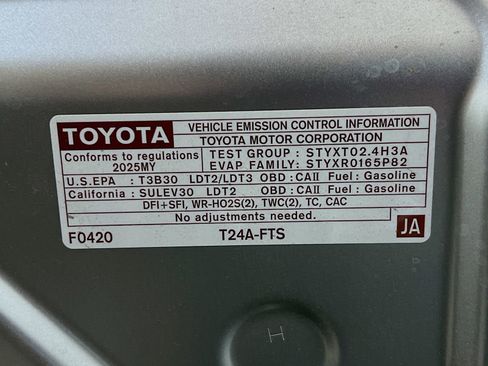 TOYOTA VEHICLE EMISSION CONTROL INFORMATION
TOYOTA MOTOR CORPORATION
Conforms to regulations TEST GROUP : STYXT02.4H3A
2025MY EVAP FAMILY: STYXR0165P82
U.S.EPA : T3B30 LDT2/LDT3 OBD : CAII Fuel : Gasoline
California : SULEV30 LDT2 OBD : CAII Fuel : Gasoline
DFI+SFI, WR-HO2S(2), TWC(2), TC, CAC
No adjustments needed.
F0420 T24A-FTS JA
H